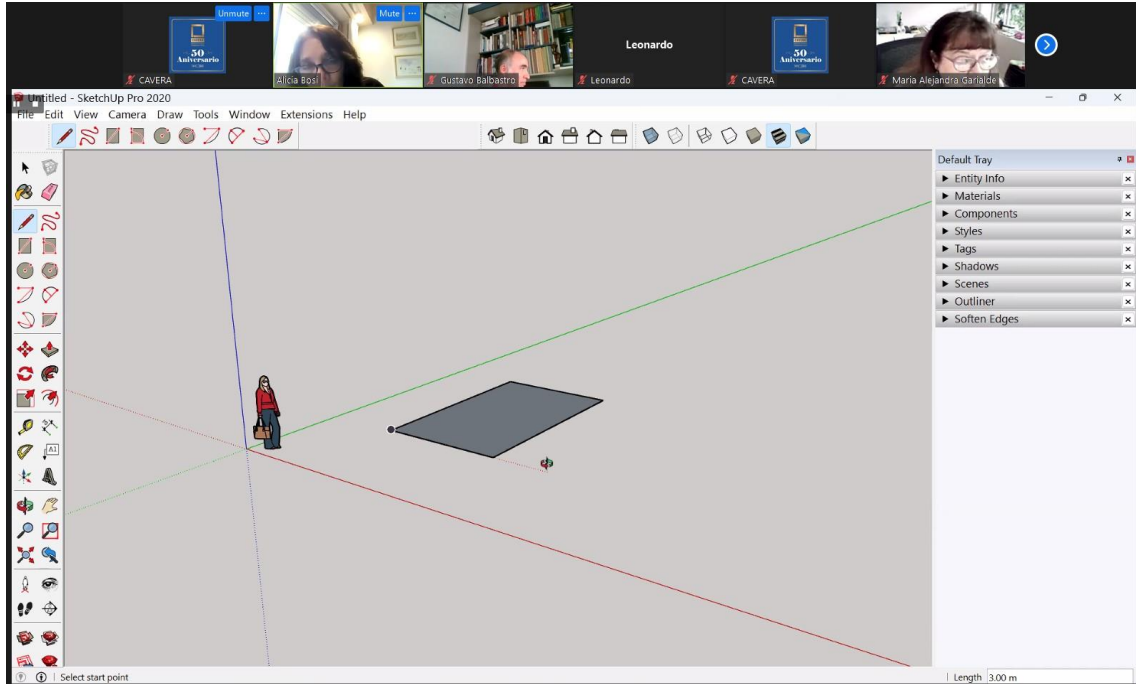 Unmute
Mute
50
Aniversario
50
Aniversario
Leonardo
CAVERA
Alicia Bosi
Gustavo Balbastro
Leonardo
CAVERA
María Alejandra Garialde
Untitled - SketchUp Pro 2020
File Edit View Camera Draw Tools Window Extensions Help
Default Tray
Entity Info
Materials
Components
Styles
Tags
Shadows
Scenes
Outliner
Soften Edges
A1
Select start point
Length 3.00 m